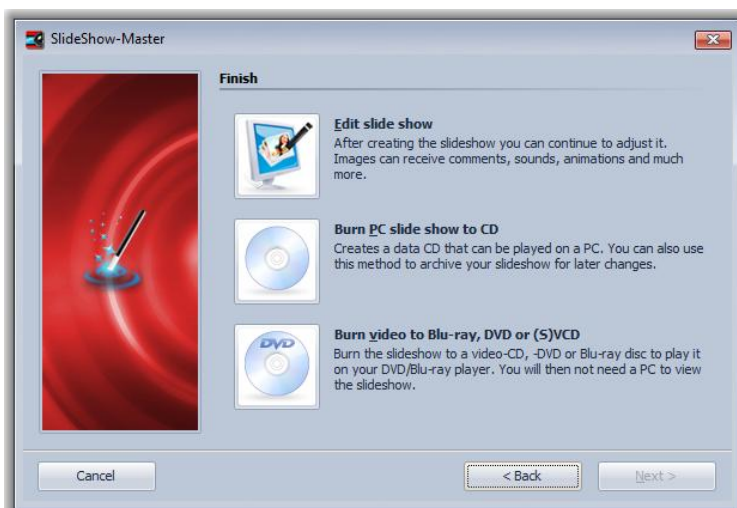 SlideShow-Master
Finish
Edit slide show
After creating the slideshow you can continue to adjust it.
Images can receive comments, sounds, animations and much
more.
Burn PC slide show to CD
Creates a data CD that can be played on a PC. You can also use
this method to archive your slideshow for later changes.
DVD
Burn video to Blu-ray, DVD or (S)VCD
Burn the slideshow to a video-CD, -DVD or Blu-ray disc to play it
on your DVD/Blu-ray player. You will then not need a PC to view
the slideshow.
Cancel
< Back
Next >